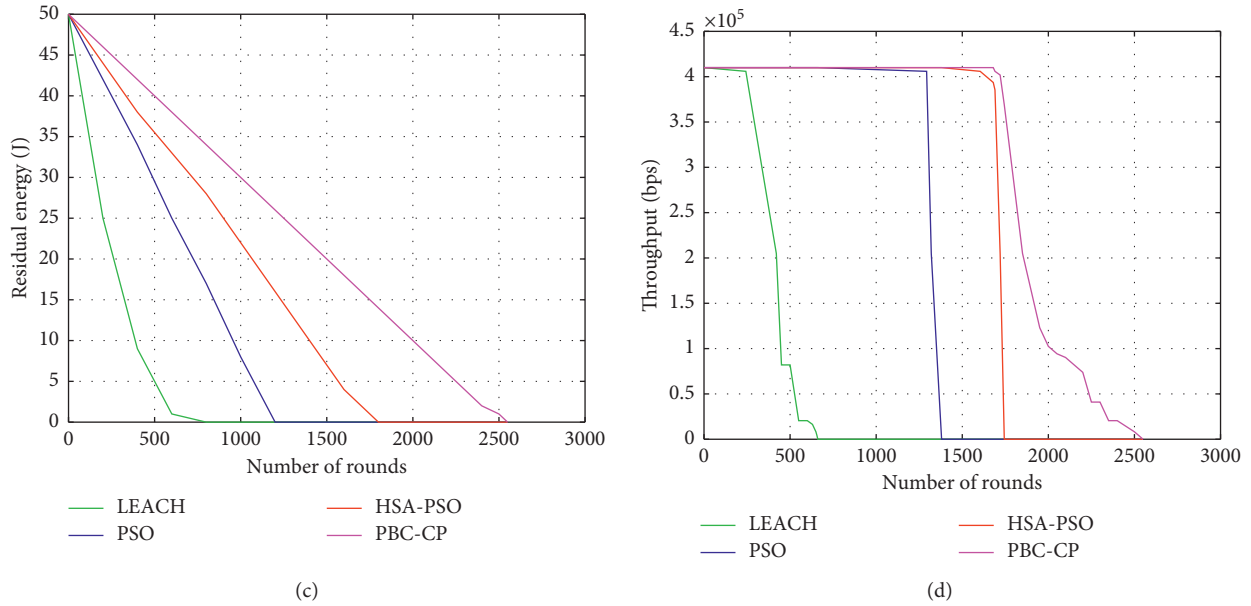 50
45
40
35
30
25
20
15
10
5
0
Residual energy (J)
0 500 1000 1500 2000 2500 3000
Number of rounds
LEACH HSA-PSO
PSO PBC-CP
(c)
×10⁵
4.5
4
3.5
3
2.5
2
1.5
1
0.5
0
Throughput (bps)
0 500 1000 1500 2000 2500 3000
Number of rounds
LEACH HSA-PSO
PSO PBC-CP
(d)